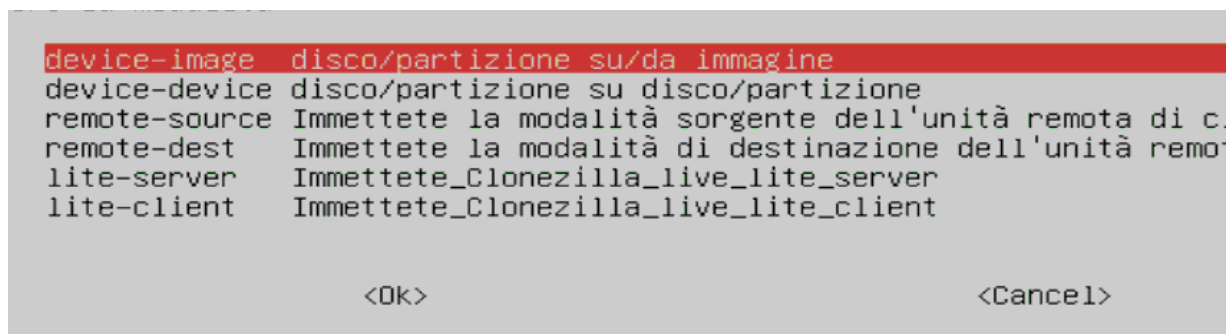 device-image disco/partizione su/da immagine
device-device disco/partizione su disco/partizione
remote-source Immettete la modalità sorgente dell'unità remota di
remote-dest Immettete la modalità di destinazione dell'unità
lite-server Immettete_Clonezilla_live_lite_server
lite-client Immettete_Clonezilla_live_lite_client
<Ok> <Cancel>